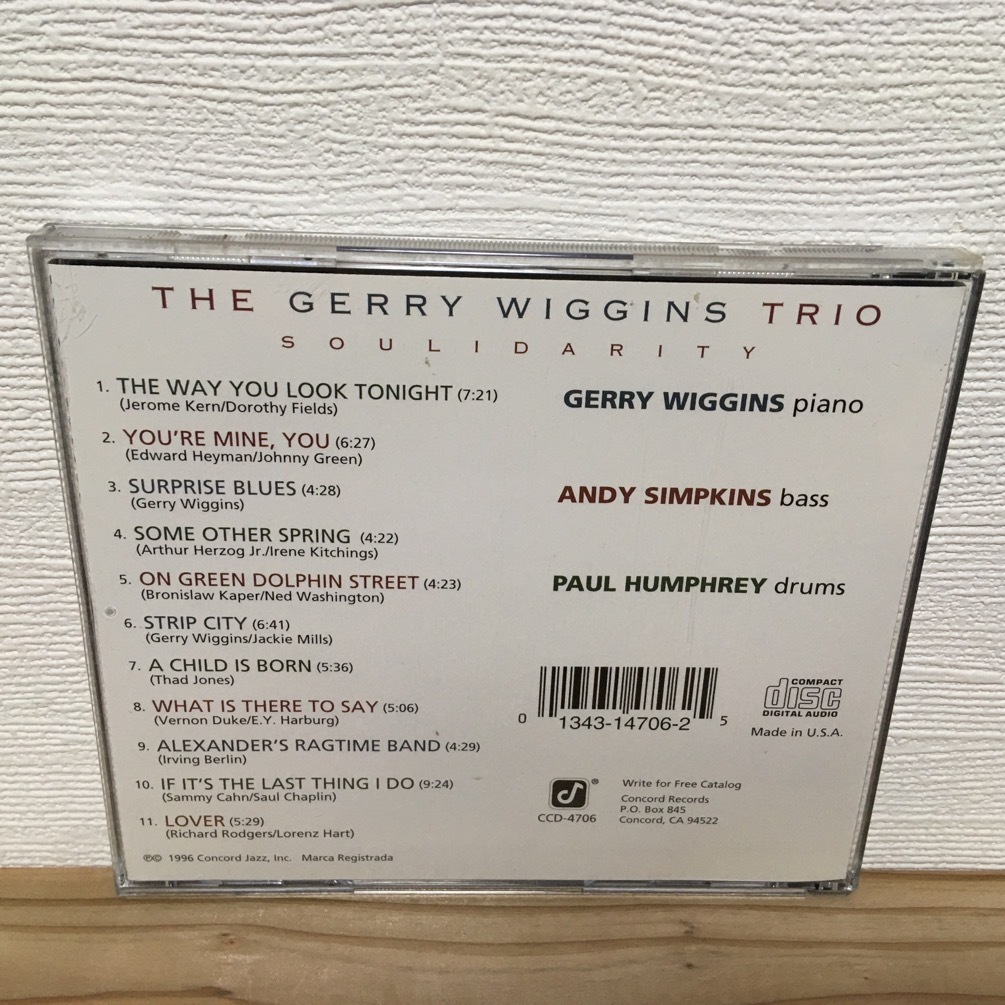 THE GERRY WIGGINS TRIO
SOULIDARITY
1. THE WAY YOU LOOK TONIGHT (7:21)
(Jerome Kern/Dorothy Fields)
2. YOU'RE MINE, YOU (6:27)
(Edward Heyman/Johnny Green)
3. SURPRISE BLUES (4:28)
(Gerry Wiggins)
4. SOME OTHER SPRING (4:22)
(Arthur Herzog Jr./Irene Kitchings)
5. ON GREEN DOLPHIN STREET (4:23)
(Bronislaw Kaper/Ned Washington)
6. STRIP CITY (6:41)
(Gerry Wiggins/Jackie Mills)
7. A CHILD IS BORN (5:36)
(Thad Jones)
8. WHAT IS THERE TO SAY (5:06)
(Vernon Duke/E.Y. Harburg)
9. ALEXANDER'S RAGTIME BAND (4:29)
(Irving Berlin)
10. IF IT'S THE LAST THING I DO (9:24)
(Sammy Cahn/Saul Chaplin)
11. LOVER (5:29)
(Richard Rodgers/Lorenz Hart)
℗© 1996 Concord Jazz, Inc. Marca Registrada
GERRY WIGGINS piano
ANDY SIMPKINS bass
PAUL HUMPHREY drums
0 1343-14706-2 5
COMPACT
disc
DIGITAL AUDIO
Made in U.S.A.
®
CCD-4706
Write for Free Catalog
Concord Records
P.O. Box 845
Concord, CA 94522